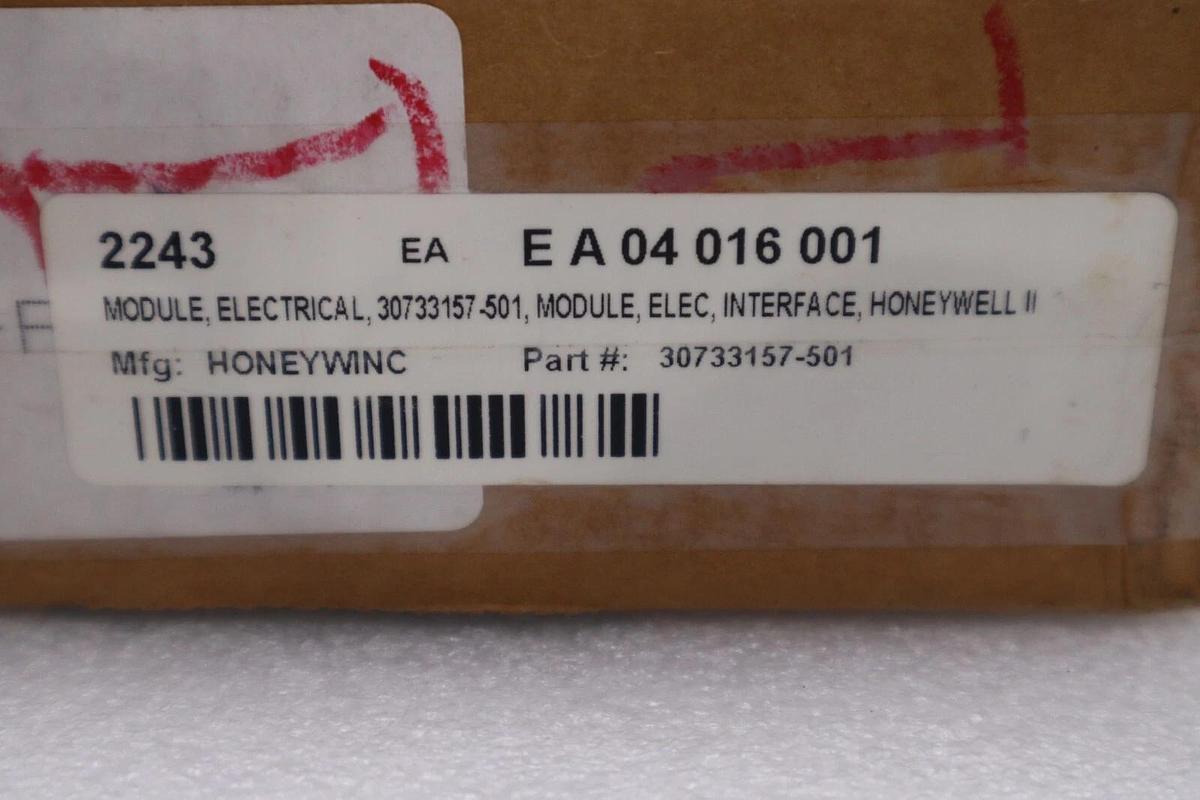 2243 EA E A 04 016 001
MODULE, ELECTRICAL, 30733157-501, MODULE, ELEC, INTERFACE, HONEYWELL II
Mfg: HONEYWINC Part #: 30733157-501